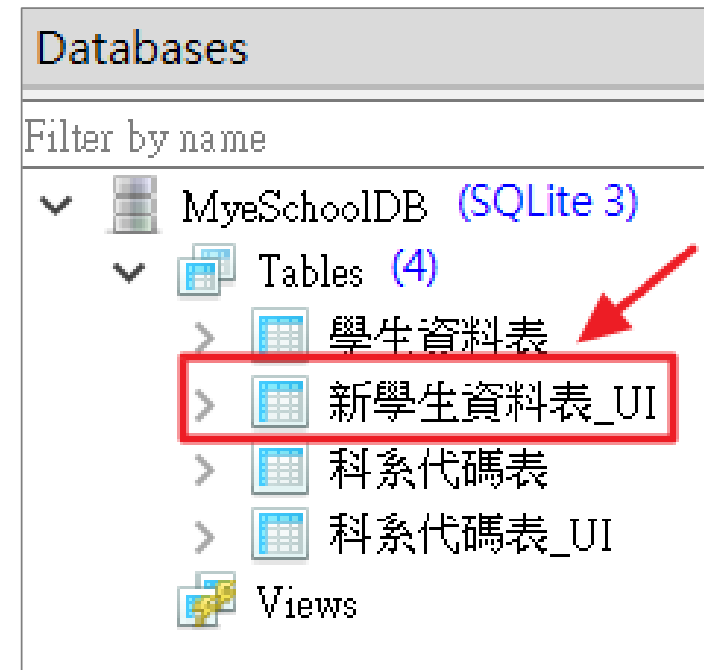 Databases
Filter by name
MyeSchoolDB (SQLite 3)
Tables (4)
學生資料表
新學生資料表_UI
科系代碼表
科系代碼表_UI
Views